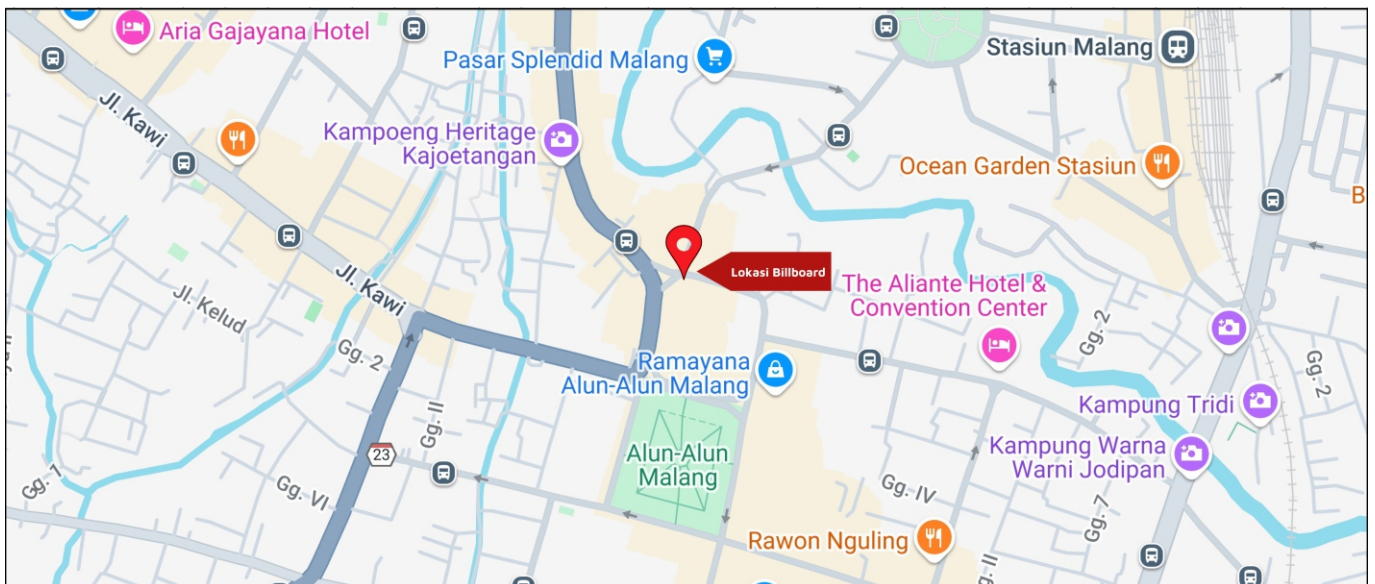 Aria Gajayana Hotel
Pasar Splendid Malang
Stasiun Malang
Jl. Kawi
Kampoeng Heritage
Kajoetangan
Ocean Garden Stasiun
B
Lokasi Billboard
The Aliante Hotel &
Convention Center
Jl. Kawi
Jl. Kelud
Gg. 2
Gg. 2
Gg. 2
Ramayana
Alun-Alun Malang
Kampung Tridi
Gg. II
23
Alun-Alun
Malang
Kampung Warna
Warni Jodipan
Gg. 7
Gg. VI
Gg. IV
Gg. 7
Rawon Nguling
Gg. II